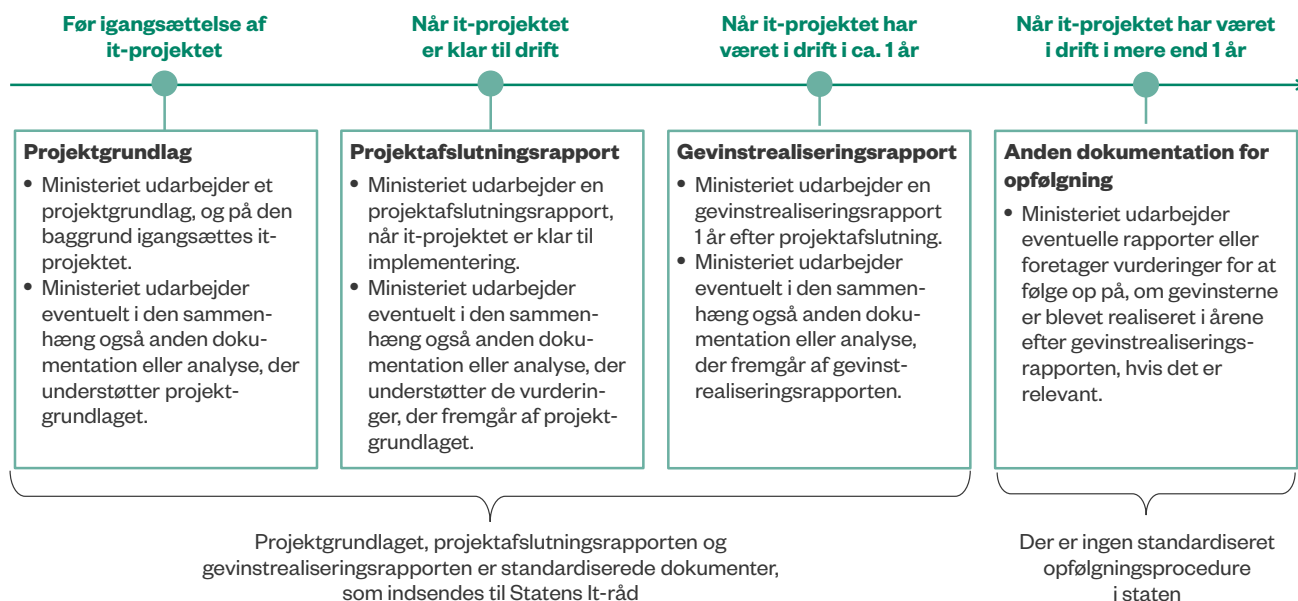 Før igangsættelse af
it-projektet
Når it-projektet
er klar til drift
Når it-projektet har
været i drift i ca. 1 år
Når it-projektet har været
i drift i mere end 1 år
Projektgrundlag
• Ministeriet udarbejder et
projektgrundlag, og på den
baggrund igangsættes it-
projektet.
• Ministeriet udarbejder
eventuelt i den sammen-
hæng også anden doku-
mentation eller analyse, der
understøtter projekt-
grundlaget.
Projektafslutningsrapport
• Ministeriet udarbejder en
projektafslutningsrapport,
når it-projektet er klar til
implementering.
• Ministeriet udarbejder
eventuelt i den sammen-
hæng også anden doku-
mentation eller analyse, der
understøtter de vurderin-
ger, der fremgår af projekt-
grundlaget.
Gevinstrealiseringsrapport
• Ministeriet udarbejder en
gevinstrealiseringsrapport
1 år efter projektafslutning.
• Ministeriet udarbejder
eventuelt i den sammen-
hæng også anden doku-
mentation eller analyse,
der fremgår af gevinst-
realiseringsrapporten.
Anden dokumentation for
opfølgning
• Ministeriet udarbejder
eventuelle rapporter eller
foretager vurderinger for at
følge op på, om gevinsterne
er blevet realiseret i årene
efter gevinstrealiserings-
rapporten, hvis det er
relevant.
Projektgrundlaget, projektafslutningsrapporten og
gevinstrealiseringsrapporten er standardiserede dokumenter,
som indsendes til Statens It-råd
Der er ingen standardiseret
opfølgningsprocedure
i staten